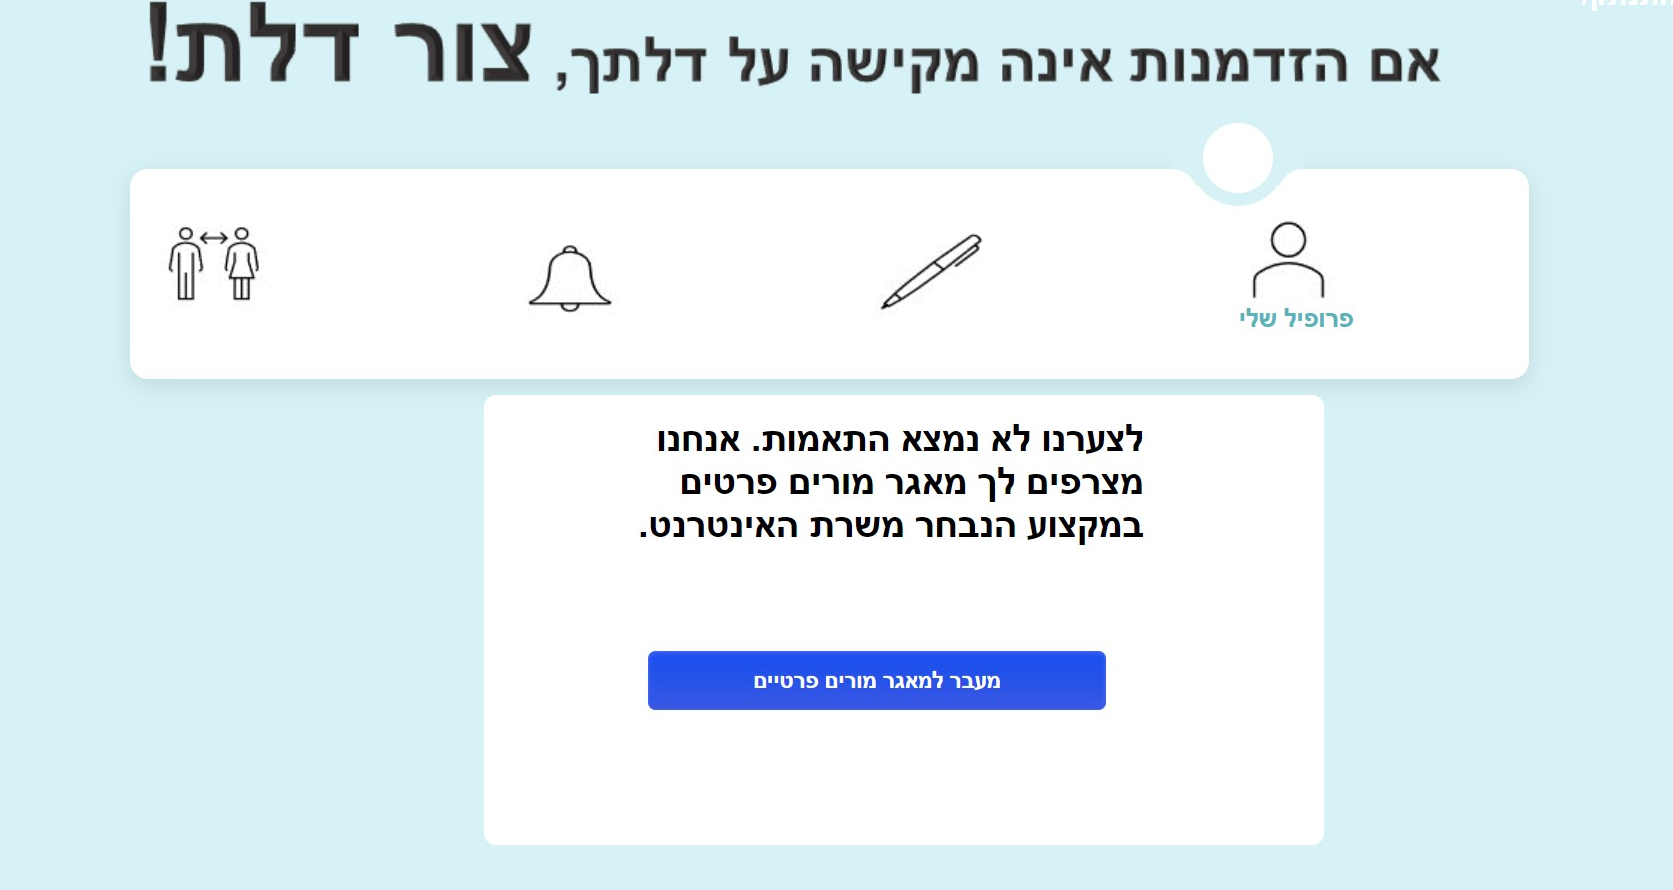 אם הזדמנות אינה מקישה על דלתך, צור דלת!
פרופיל שלי
לצערנו לא נמצא התאמות. אנחנו
מצרפים לך מאגר מורים פרטים
במקצוע הנבחר משרת האינטרנט.
מעבר למאגר מורים פרטיים